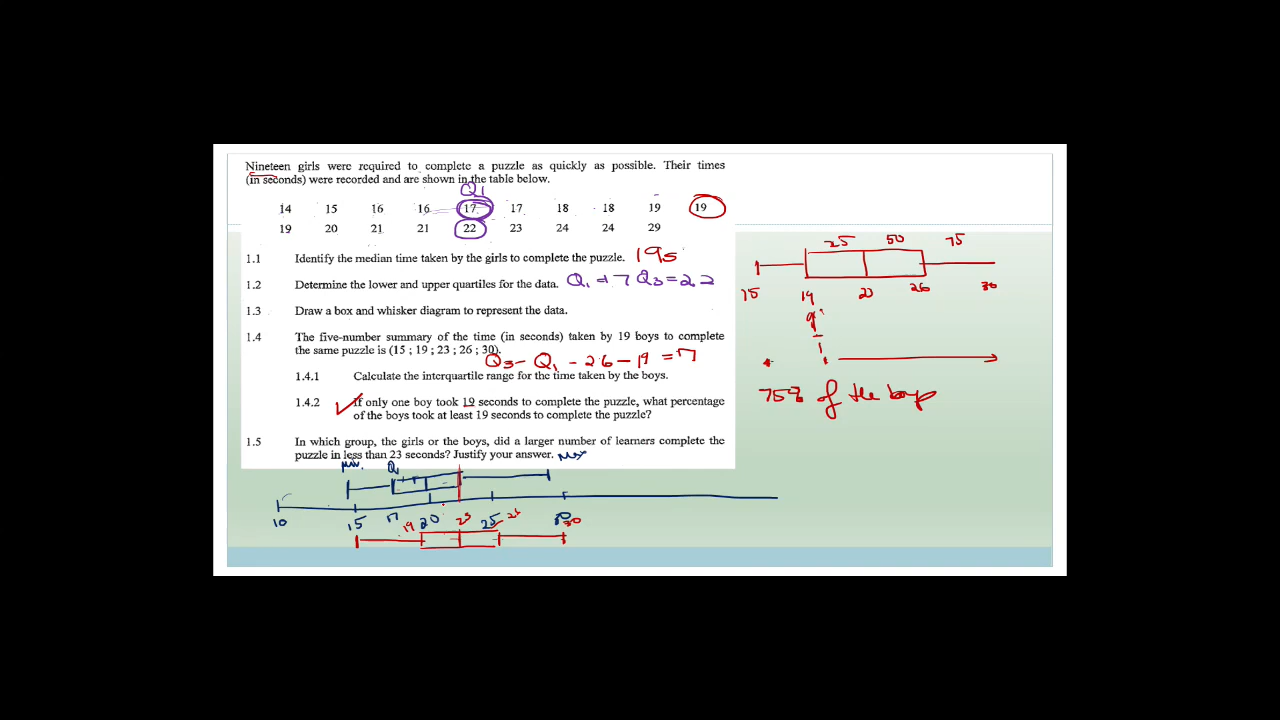 Nineteen girls were required to complete a puzzle as quickly as possible. Their times
(in seconds) were recorded and are shown in the table below.
Q1
14 15 16 16 17 17 18 18 19 19
19 20 21 21 22 23 24 24 29
1.1 Identify the median time taken by the girls to complete the puzzle. 19s
1.2 Determine the lower and upper quartiles for the data. Q1 = 17 Q3 = 22
1.3 Draw a box and whisker diagram to represent the data.
1.4 The five-number summary of the time (in seconds) taken by 19 boys to complete
the same puzzle is (15 ; 19 ; 23 ; 26 ; 30).
Q3 - Q1 - 26 - 19 = 7
1.4.1 Calculate the interquartile range for the time taken by the boys.
1.4.2 If only one boy took 19 seconds to complete the puzzle, what percentage
of the boys took at least 19 seconds to complete the puzzle?
1.5 In which group, the girls or the boys, did a larger number of learners complete the
puzzle in less than 23 seconds? Justify your answer. Max
Min. Q1
10 15 17 20 23 25 26 30
19 30
25 50 75
15 19 23 26 30
75% of the boys